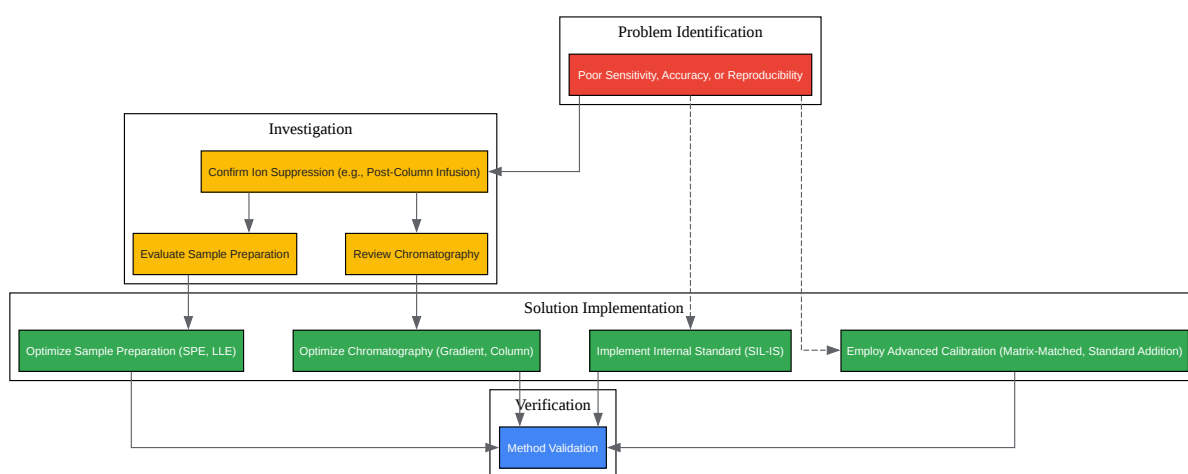 Problem Identification
Poor Sensitivity, Accuracy, or Reproducibility
Investigation
Confirm Ion Suppression (e.g., Post-Column Infusion)
Evaluate Sample Preparation
Review Chromatography
Solution Implementation
Optimize Sample Preparation (SPE, LLE)
Optimize Chromatography (Gradient, Column)
Implement Internal Standard (SIL-IS)
Employ Advanced Calibration (Matrix-Matched, Standard Addition)
Verification
Method Validation